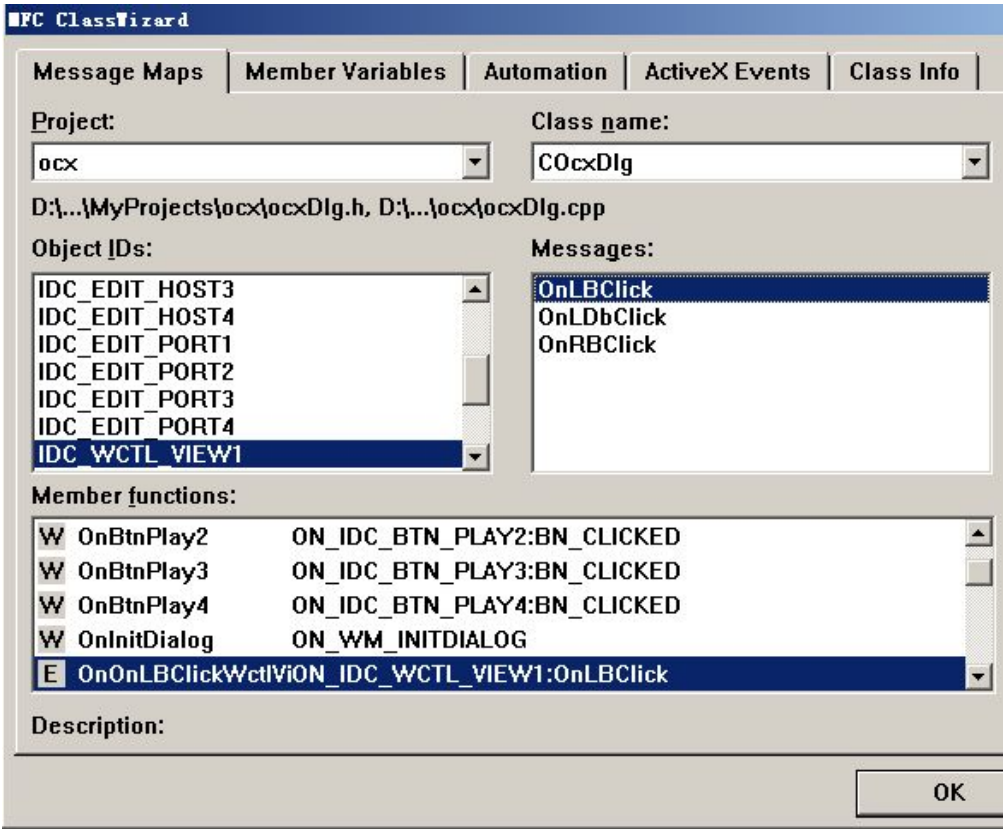 MFC ClassWizard
Message Maps Member Variables Automation ActiveX Events Class Info
Project: Class name:
ocx COcxDlg
D:\...\MyProjects\ocx\ocxDlg.h, D:\...\ocx\ocxDlg.cpp
Object IDs: Messages:
IDC_EDIT_HOST3 OnLBClick
IDC_EDIT_HOST4 OnLDbClick
IDC_EDIT_PORT1 OnRBClick
IDC_EDIT_PORT2
IDC_EDIT_PORT3
IDC_EDIT_PORT4
IDC_WCTL_VIEW1
Member functions:
W OnBtnPlay2 ON_IDC_BTN_PLAY2:BN_CLICKED
W OnBtnPlay3 ON_IDC_BTN_PLAY3:BN_CLICKED
W OnBtnPlay4 ON_IDC_BTN_PLAY4:BN_CLICKED
W OnInitDialog ON_WM_INITDIALOG
E OnOnLBClickWctlViON_IDC_WCTL_VIEW1:OnLBClick
Description:
OK